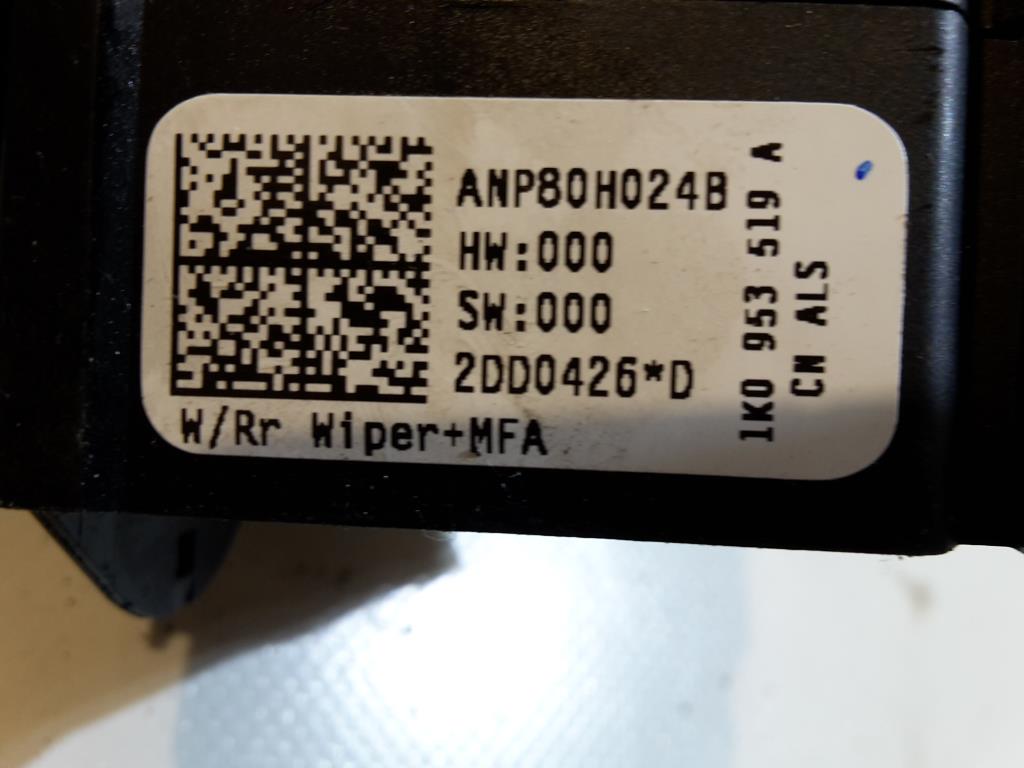 ANP80H024B
HW:000
SW:000
2DD0426*D
W/Rr Wiper+MFA
1K0 953 519 A
CN ALS